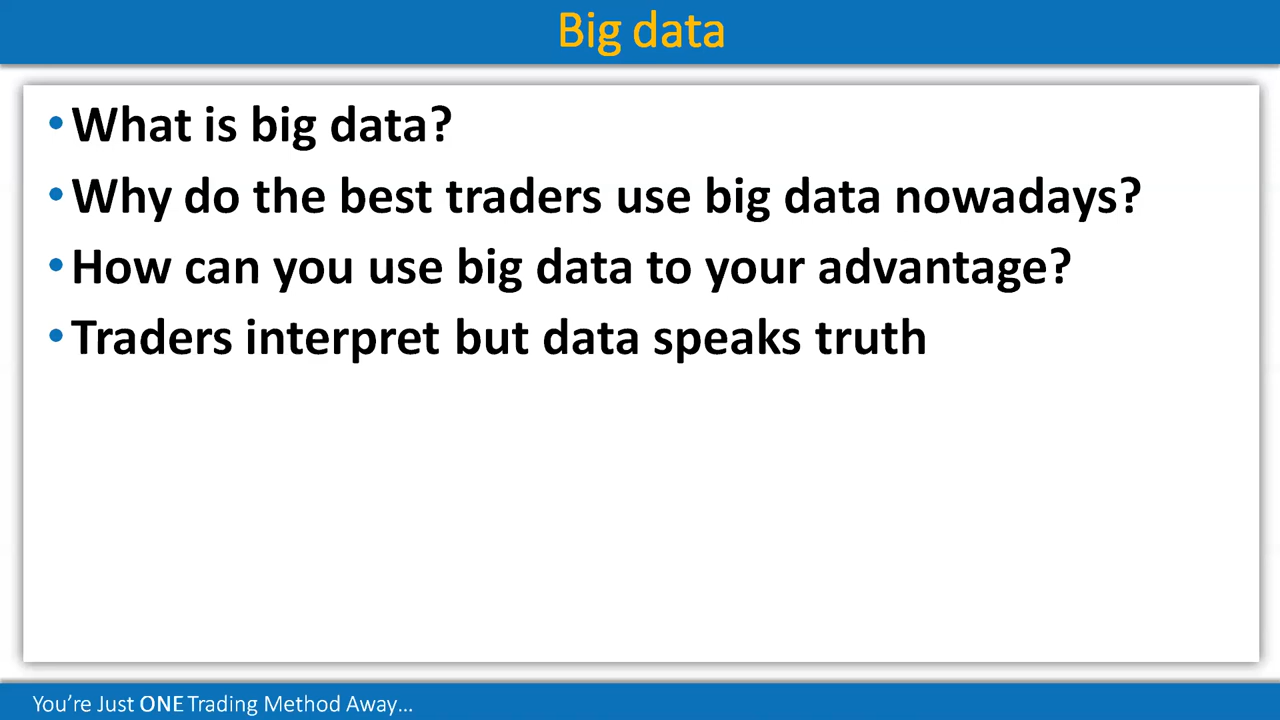 Big data
•What is big data?
•Why do the best traders use big data nowadays?
•How can you use big data to your advantage?
•Traders interpret but data speaks truth
You’re Just ONE Trading Method Away…